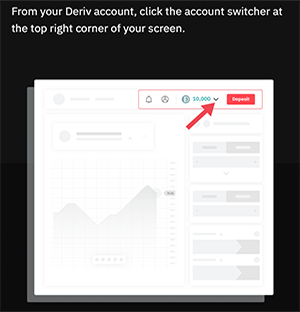 From your Deriv account, click the account switcher at
the top right corner of your screen.
10,000
Deposit